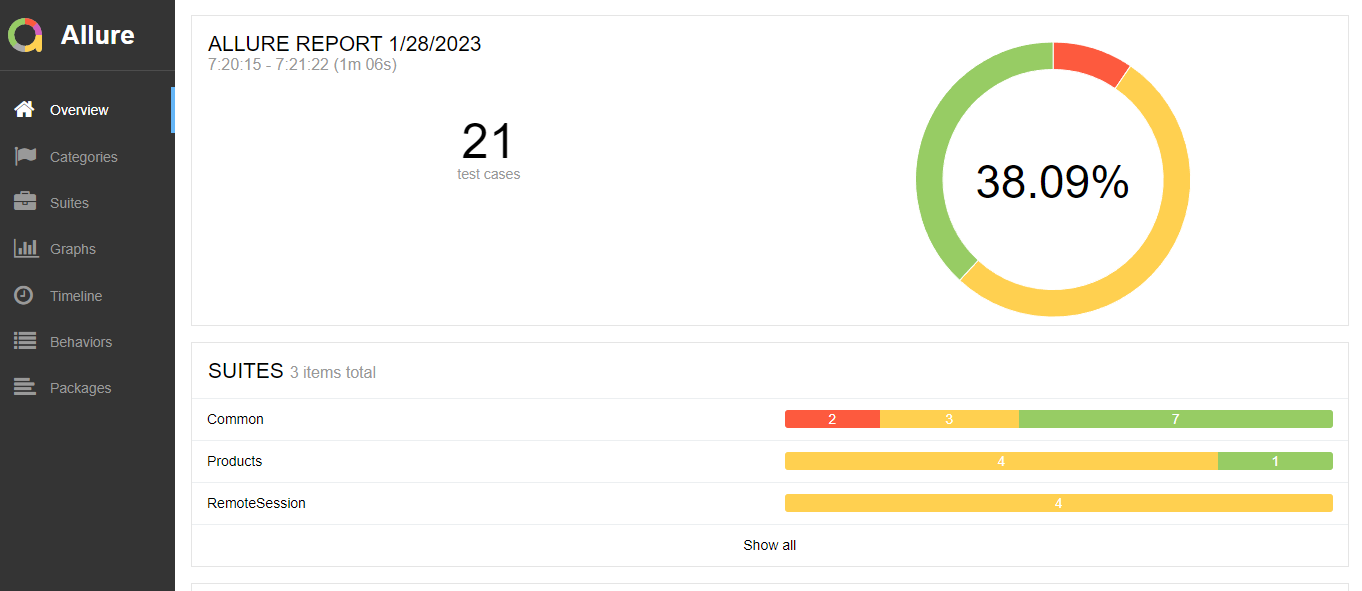 Allure
Overview
Categories
Suites
Graphs
Timeline
Behaviors
Packages
ALLURE REPORT 1/28/2023
7:20:15 - 7:21:22 (1m 06s)
21
test cases
38.09%
SUITES 3 items total
Common 2 3 7
Products 4 1
RemoteSession 4
Show all